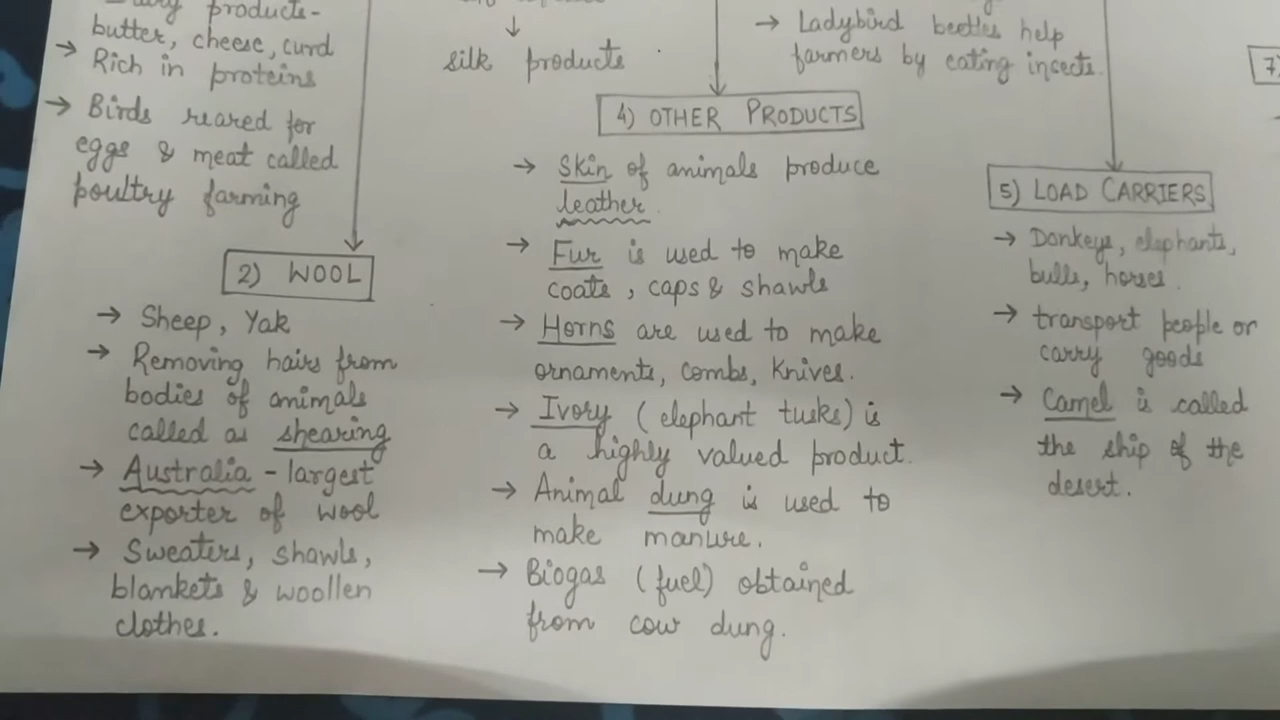 products-
butter, cheese, curd
→ Rich in proteins
→ Birds reared for
eggs & meat called
poultry farming
2) WOOL
→ Sheep, Yak
→ Removing hairs from
bodies of animals
called as shearing
→ Australia - largest
exporter of wool
→ Sweaters, shawls,
blankets & woollen
clothes.
↓
silk products
4) OTHER PRODUCTS
→ Skin of animals produce
leather.
→ Fur is used to make
coats, caps & shawls
→ Horns are used to make
ornaments, combs, knives.
→ Ivory (elephant tusks) is
a highly valued product.
→ Animal dung is used to
make manure.
→ Biogas (fuel) obtained
from cow dung.
→ Ladybird beetles help
farmers by eating insects.
5) LOAD CARRIERS
→ Donkeys, elephants,
bulls, horses.
→ transport people or
carry goods
→ Camel is called
the ship of the
desert.
7)